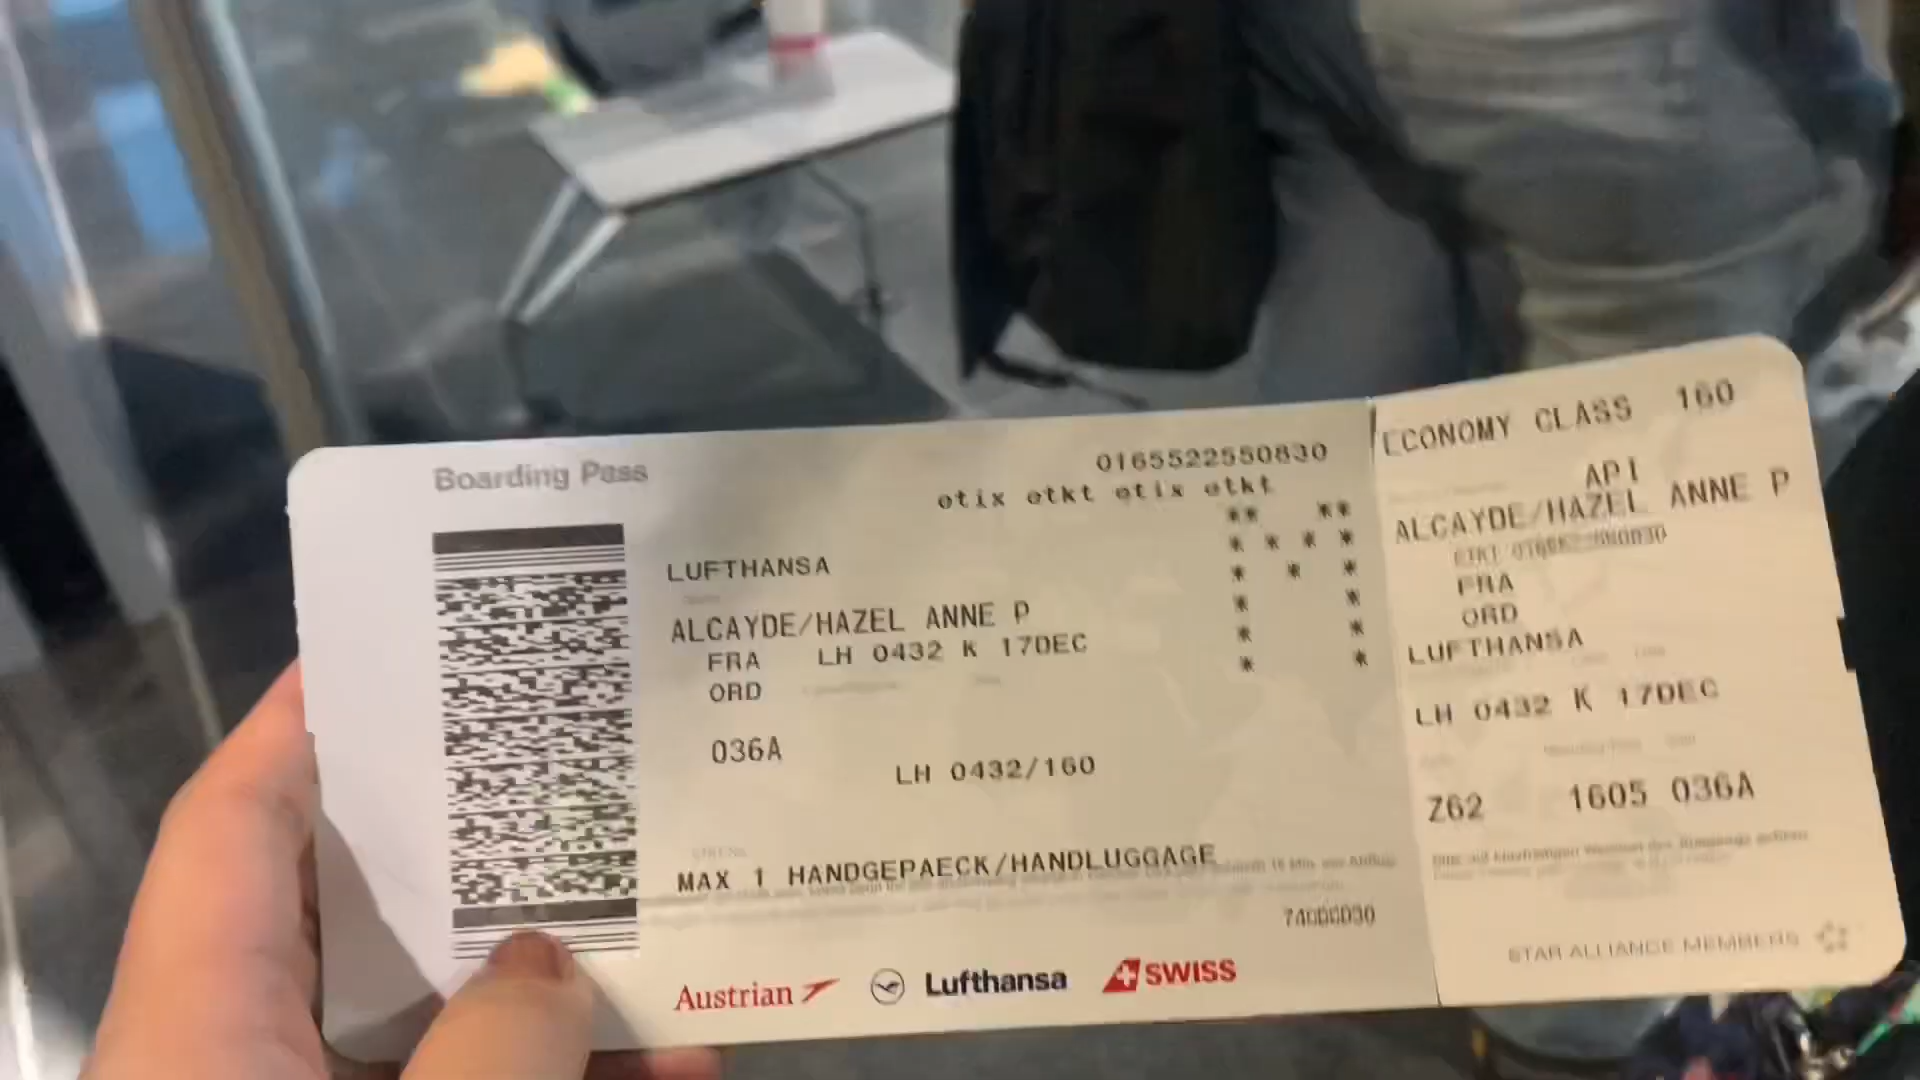 Boarding Pass
0165522550830
etix etkt etix etkt
** **
* * * *
* * *
* *
* *
* *
LUFTHANSA
ALCAYDE/HAZEL ANNE P
FRA LH 0432 K 17DEC
ORD
036A
LH 0432/160
MAX 1 HANDGEPAECK/HANDLUGGAGE
Austrian Lufthansa SWISS
ECONOMY CLASS 160
API
ALCAYDE/HAZEL ANNE P
FRA
ORD
LUFTHANSA
LH 0432 K 17DEC
Z62 1605 036A
STAR ALLIANCE MEMBERS